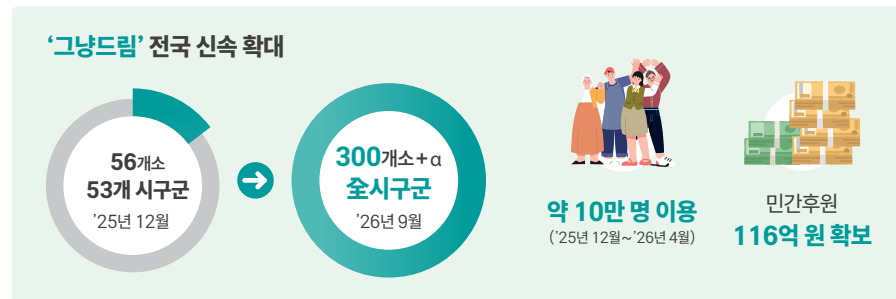 ‘그냥드림’ 전국 신속 확대
56개소
53개 시구군
’25년 12월
300개소+α
全시구군
’26년 9월
약 10만 명 이용
(’25년 12월~’26년 4월)
민간후원
116억 원 확보